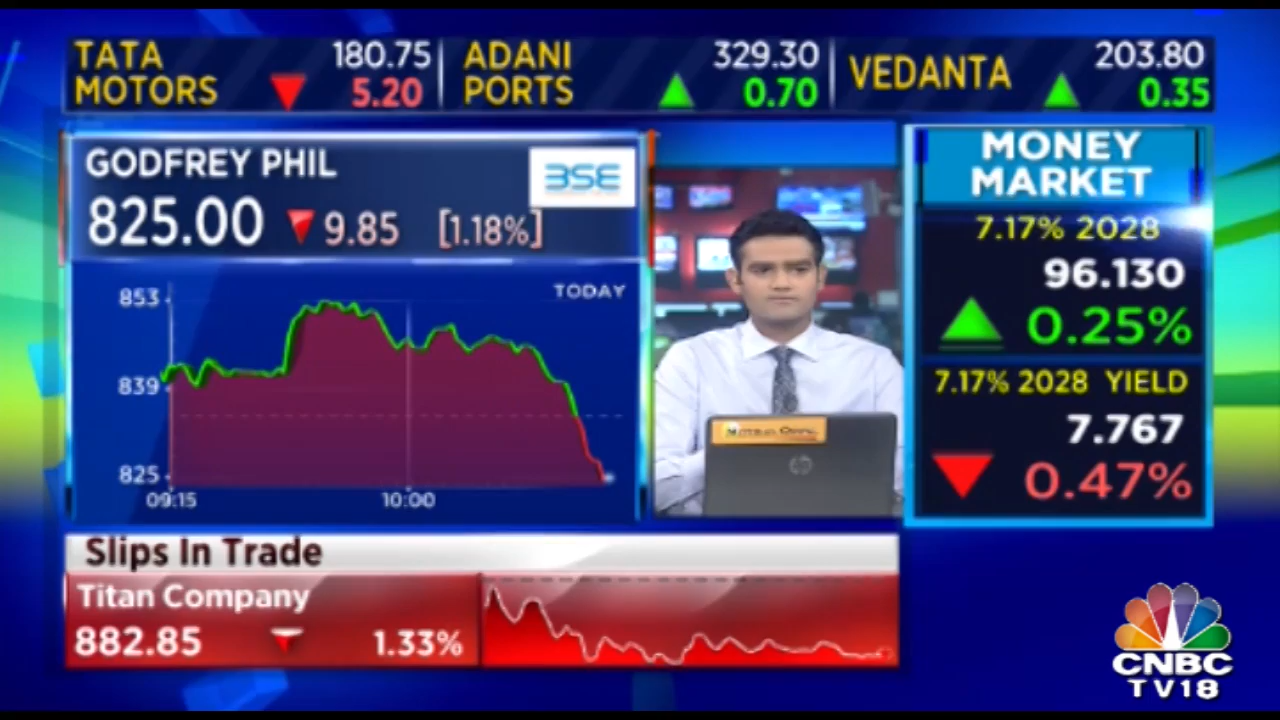 TATA MOTORS 180.75 5.20
ADANI PORTS 329.30 0.70
VEDANTA 203.80 0.35
GODFREY PHIL
BSE
825.00 9.85 [1.18%]
TODAY
853
839
825
09:15 10:00
MONEY
MARKET
7.17% 2028
96.130
0.25%
7.17% 2028 YIELD
7.767
0.47%
hp
Slips In Trade
Titan Company
882.85 1.33%
CNBC
TV18